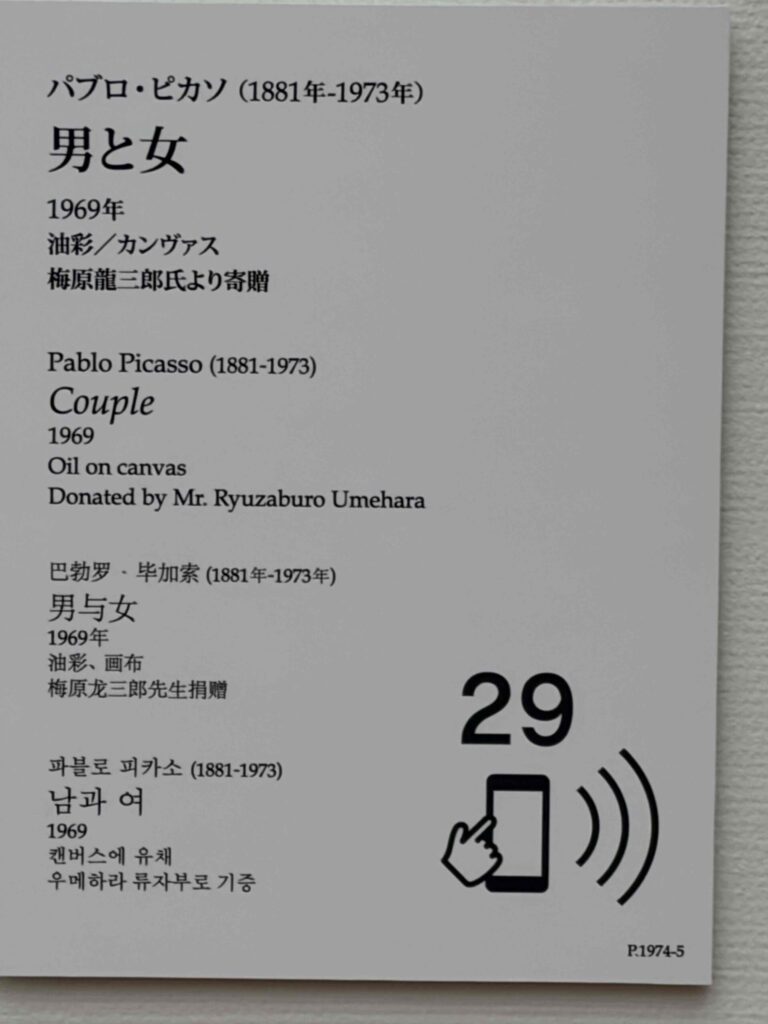 パブロ・ピカソ（1881年-1973年）
男と女
1969年
油彩／カンヴァス
梅原龍三郎氏より寄贈
Pablo Picasso (1881-1973)
Couple
1969
Oil on canvas
Donated by Mr. Ryuzaburo Umehara
巴勃罗 · 毕加索 (1881年-1973年)
男与女
1969年
油彩、画布
梅原龙三郎先生捐赠
파블로 피카소 (1881-1973)
남과 여
1969
캔버스에 유채
우메하라 류자부로 기증
29
P.1974-5